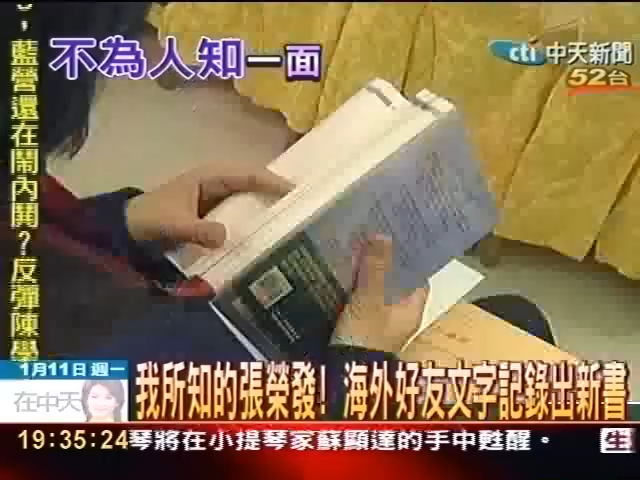 不為人知一面
cti 中天新聞
52台
藍營還在鬧內鬨?反彈陳學
1月11日 週一
在中天
我所知的張榮發! 海外好友文字記錄出新書
19:35:24
琴將在小提琴家蘇顯達的手中甦醒。
生